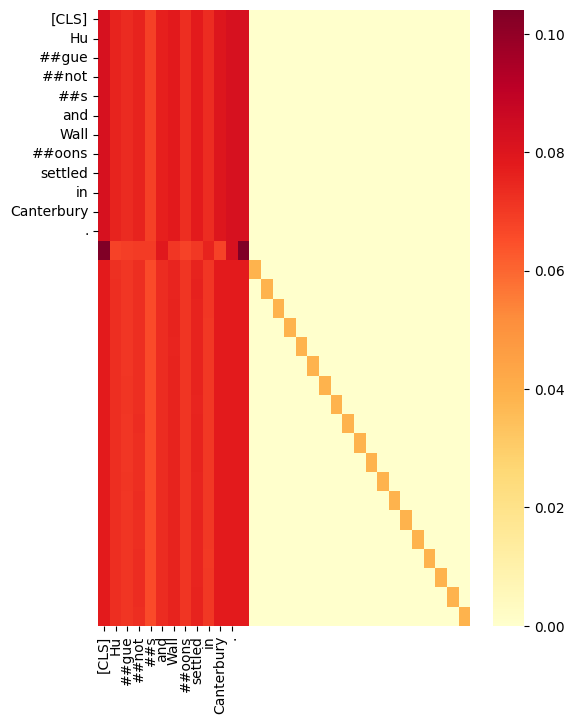 [CLS]
Hu
##gue
##not
##s
and
Wall
##oons
settled
in
Canterbury
.
0.10
0.08
0.06
0.04
0.02
0.00
[CLS]
Hu
##gue
##not
##s
and
Wall
##oons
settled
in
Canterbury
.